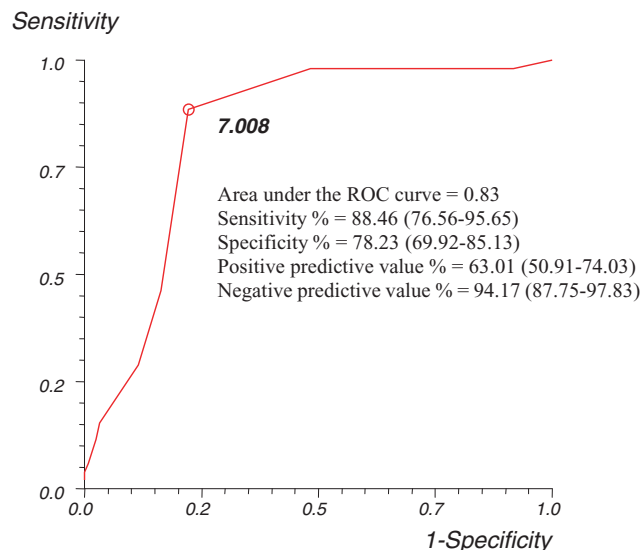 Sensitivity
1.0
0.7
7.008
Area under the ROC curve = 0.83
Sensitivity % = 88.46 (76.56-95.65)
Specificity % = 78.23 (69.92-85.13)
0.5
Positive predictive value % = 63.01 (50.91-74.03)
Negative predictive value % = 94.17 (87.75-97.83)
0.2
0.0
0.0 0.2 0.5 0.7 1.0
1-Specificity